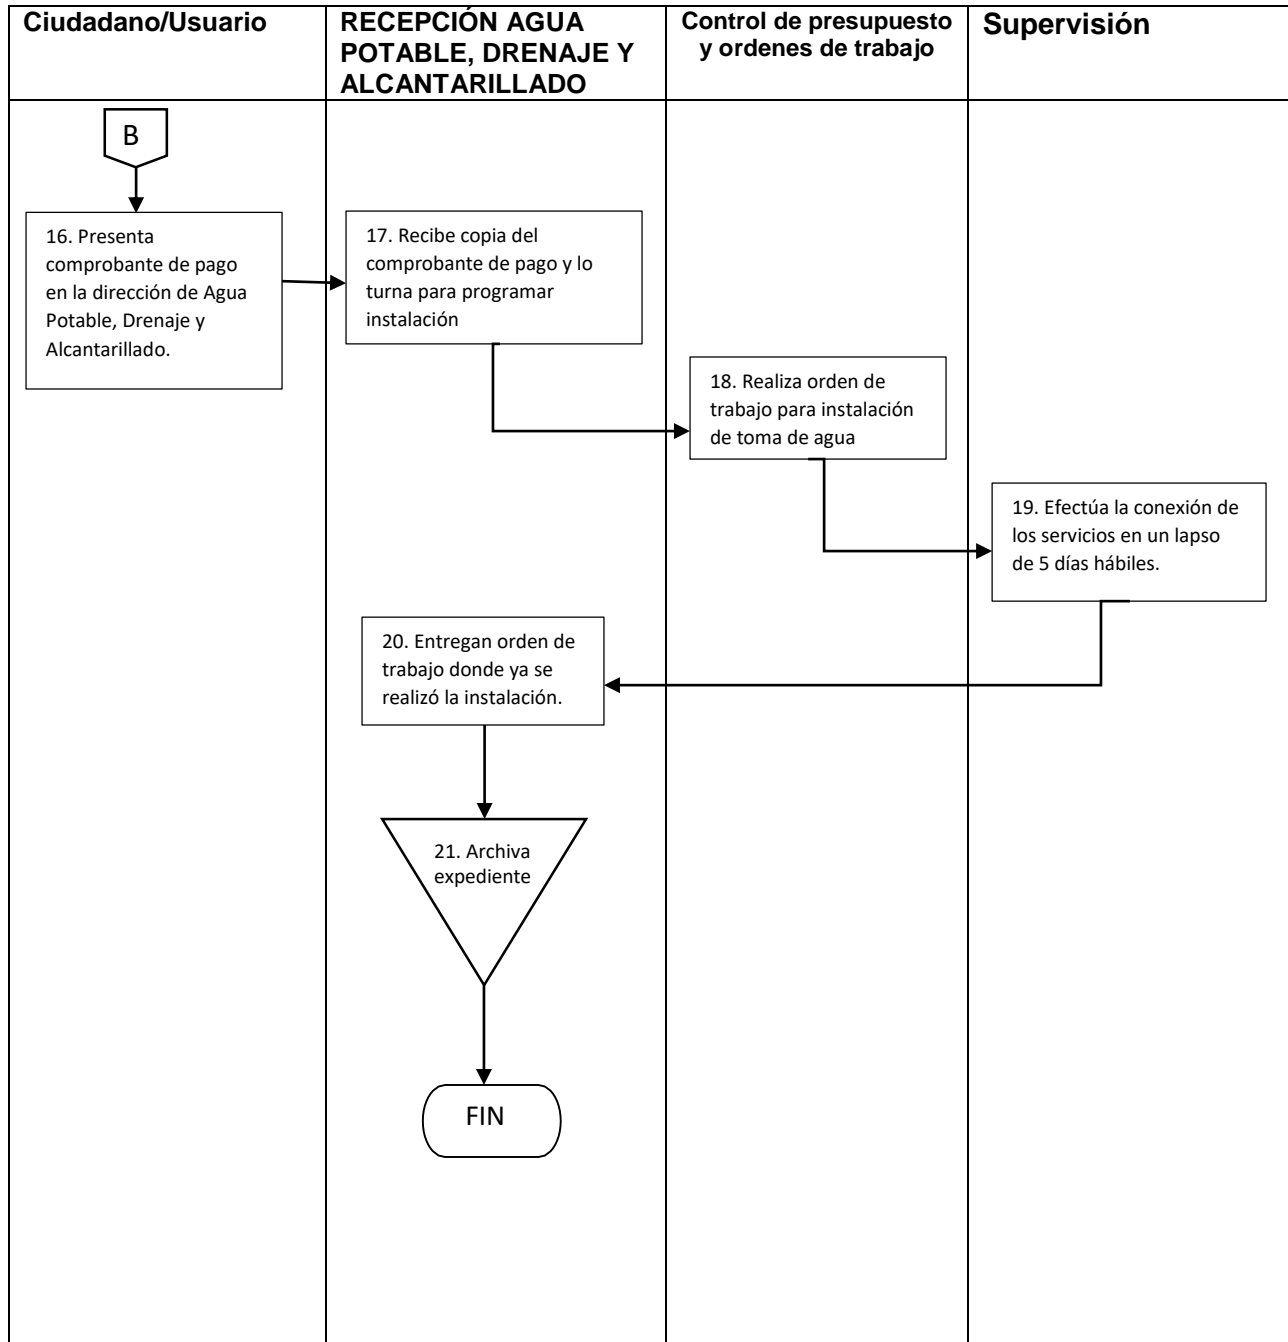 Ciudadano/Usuario
RECEPCIÓN AGUA
POTABLE, DRENAJE Y
ALCANTARILLADO
Control de presupuesto
y ordenes de trabajo
Supervisión
B
16. Presenta
comprobante de pago
en la dirección de Agua
Potable, Drenaje y
Alcantarillado.
17. Recibe copia del
comprobante de pago y lo
turna para programar
instalación
18. Realiza orden de
trabajo para instalación
de toma de agua
19. Efectúa la conexión de
los servicios en un lapso
de 5 días hábiles.
20. Entregan orden de
trabajo donde ya se
realizó la instalación.
21. Archiva
expediente
FIN